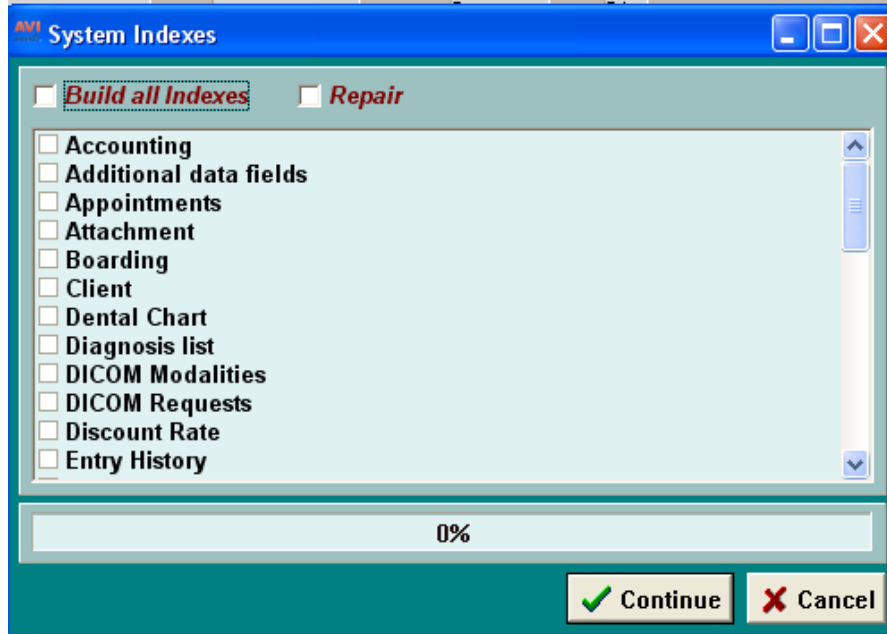 AVI System Indexes
Build all Indexes Repair
Accounting
Additional data fields
Appointments
Attachment
Boarding
Client
Dental Chart
Diagnosis list
DICOM Modalities
DICOM Requests
Discount Rate
Entry History
0%
Continue Cancel